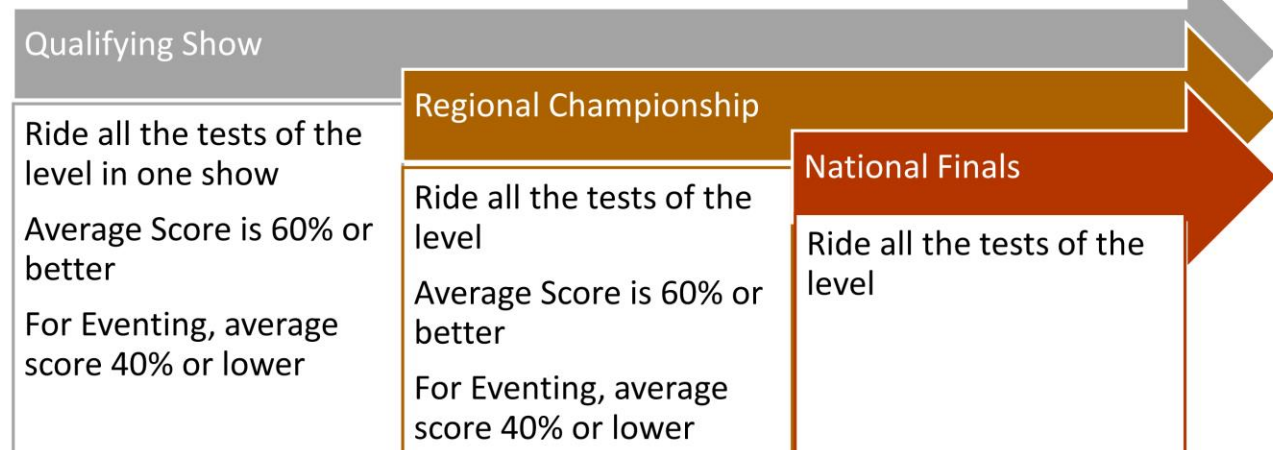 Qualifying Show
Ride all the tests of the
level in one show
Average Score is 60% or
better
For Eventing, average
score 40% or lower
Regional Championship
Ride all the tests of the
level
Average Score is 60% or
better
For Eventing, average
score 40% or lower
National Finals
Ride all the tests of the
level